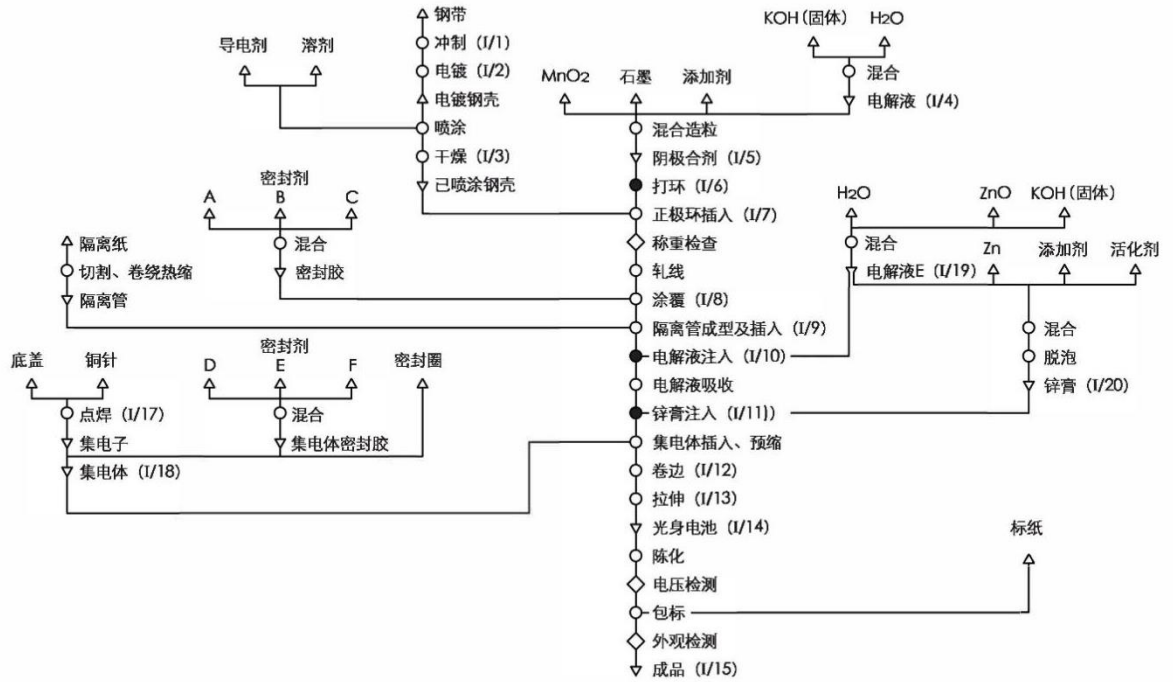 钢带
冲制 (I/1)
电镀 (I/2)
电镀钢壳
喷涂
干燥 (I/3)
已喷涂钢壳
导电剂
溶剂
KOH(固体)
H2O
混合
电解液 (I/4)
MnO2
石墨
添加剂
混合造粒
阴极合剂 (I/5)
打环 (I/6)
正极环插入 (I/7)
称重检查
轧线
涂覆 (I/8)
隔离管成型及插入 (I/9)
电解液注入 (I/10)
电解液吸收
锌膏注入 (I/11))
集电体插入、预缩
卷边 (I/12)
拉伸 (I/13)
光身电池 (I/14)
陈化
电压检测
包标
外观检测
成品 (I/15)
密封剂
A
B
C
混合
密封胶
隔离纸
切割、卷绕热缩
隔离管
底盖
铜针
点焊 (I/17)
集电子
集电体 (I/18)
密封剂
D
E
F
混合
集电体密封胶
密封圈
H2O
ZnO
KOH(固体)
混合
电解液E (I/19)
Zn
添加剂
活化剂
混合
脱泡
锌膏 (I/20)
标纸